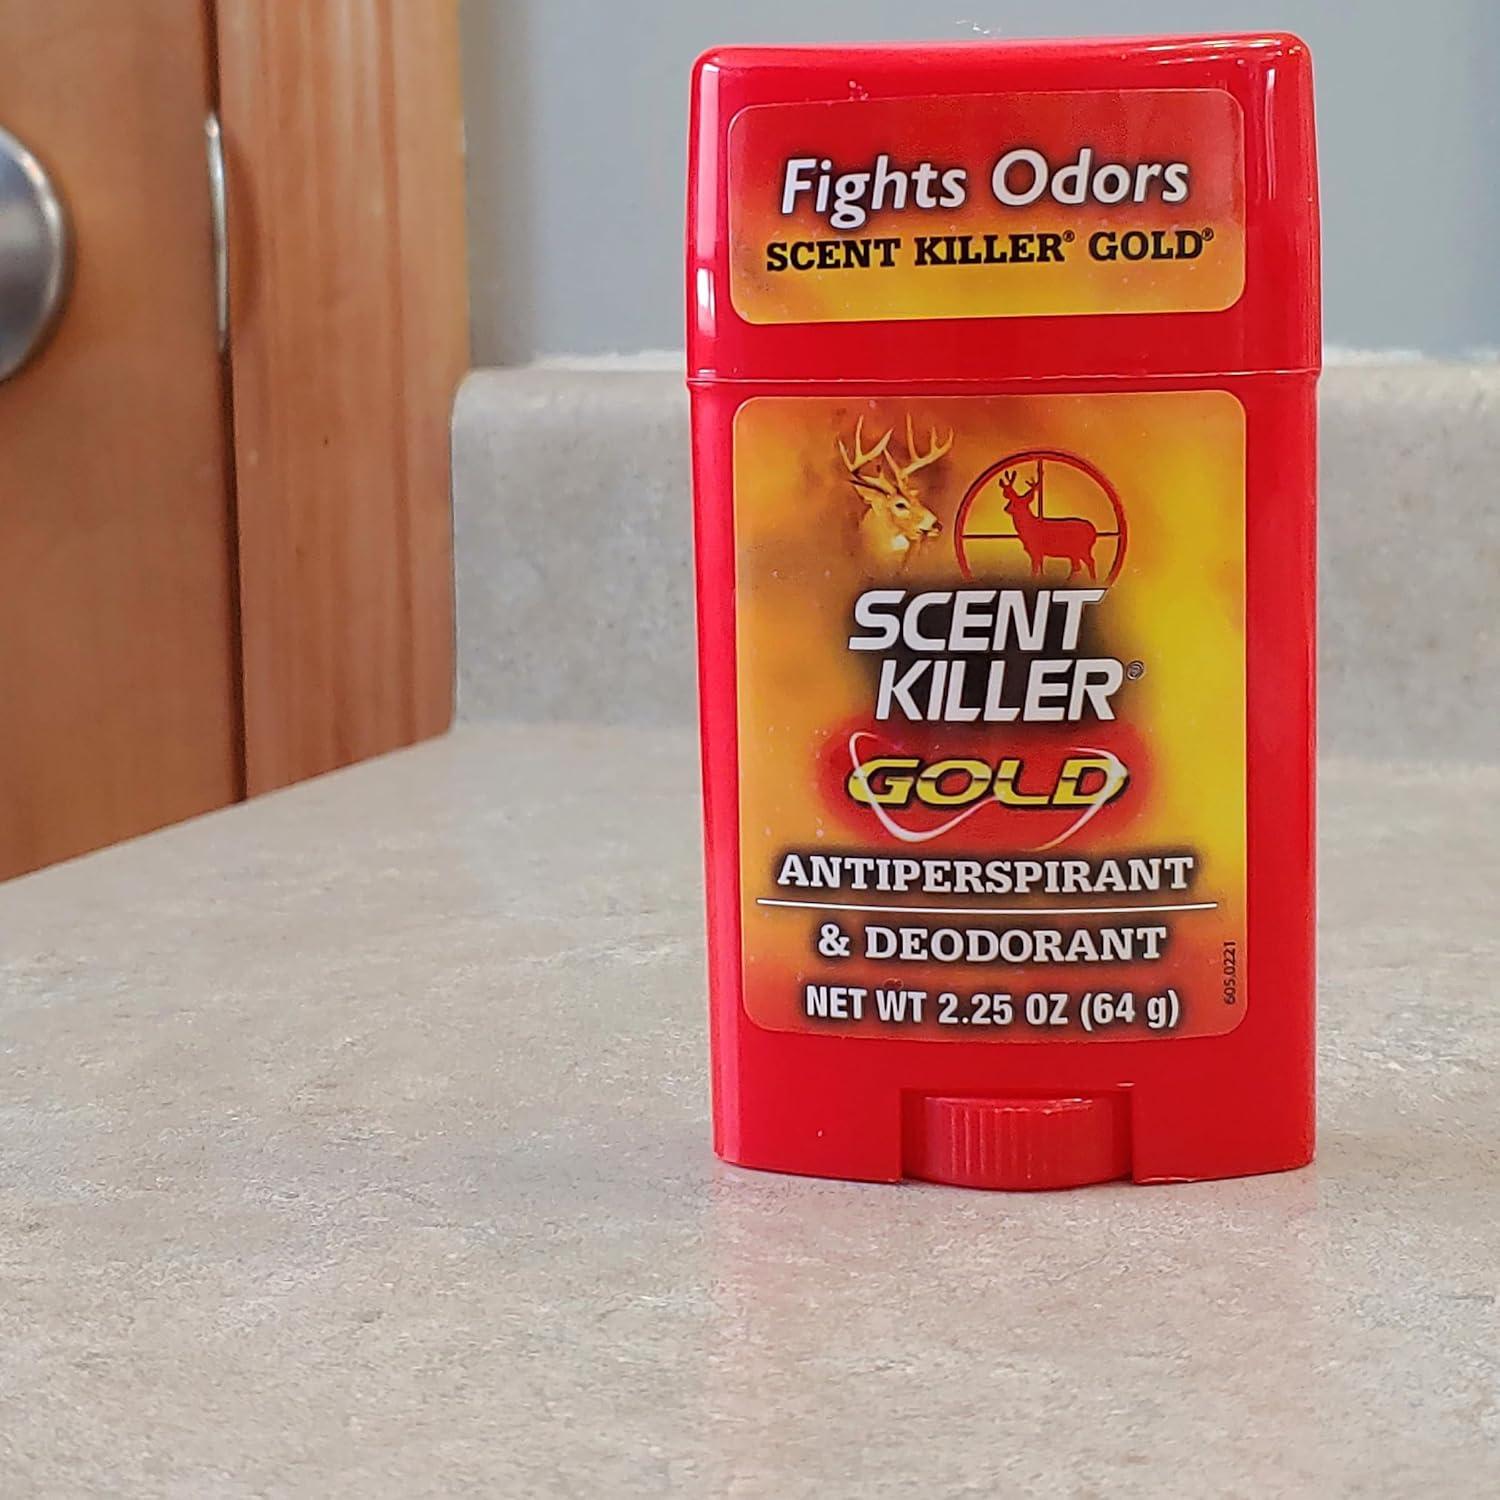 Fights Odors
SCENT KILLER® GOLD®
SCENT
KILLER®
GOLD
ANTIPERSPIRANT
& DEODORANT
NET WT 2.25 OZ (64 g)
605.0221